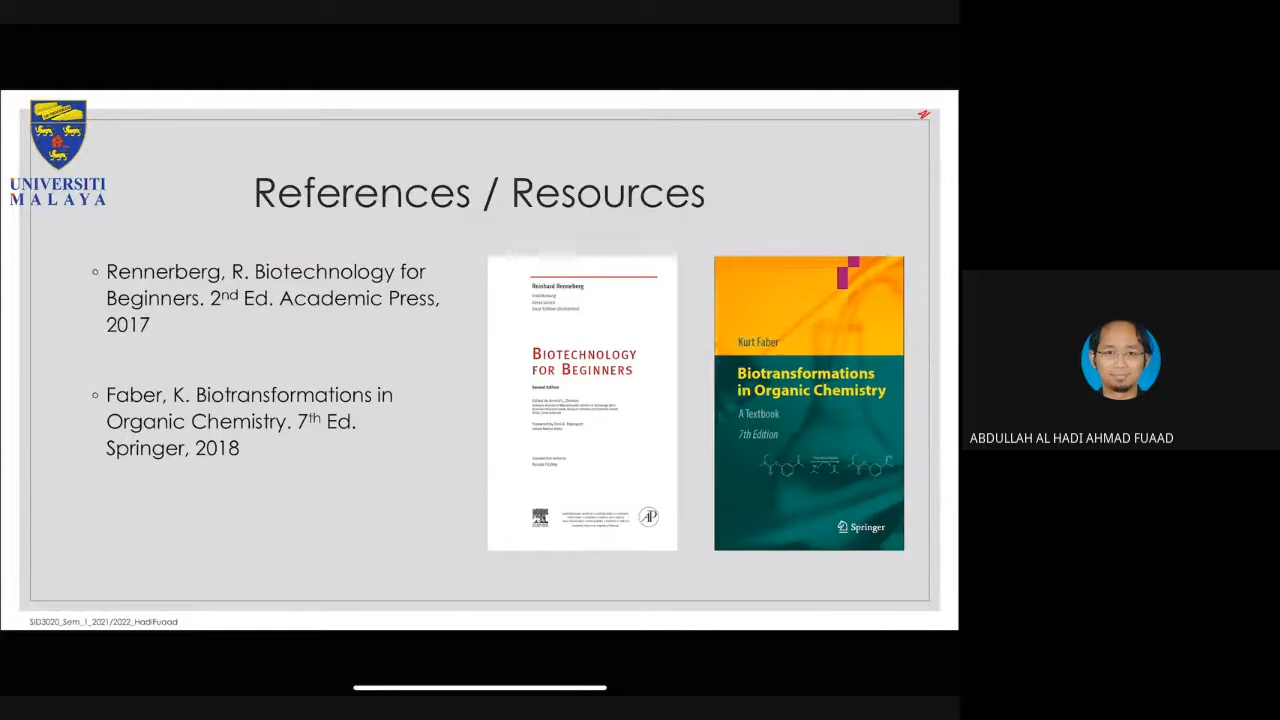 UNIVERSITI
MALAYA
References / Resources
Rennerberg, R. Biotechnology for
Beginners. 2nd Ed. Academic Press,
2017
Faber, K. Biotransformations in
Organic Chemistry. 7th Ed.
Springer, 2018
Reinhard Renneberg
BIOTECHNOLOGY
FOR BEGINNERS
Second Edition
AP
Kurt Faber
Biotransformations
in Organic Chemistry
A Textbook
7th Edition
Springer
ABDULLAH AL HADI AHMAD FUAAD
SID3020_Sem_1_2021/2022_HadiFuaad